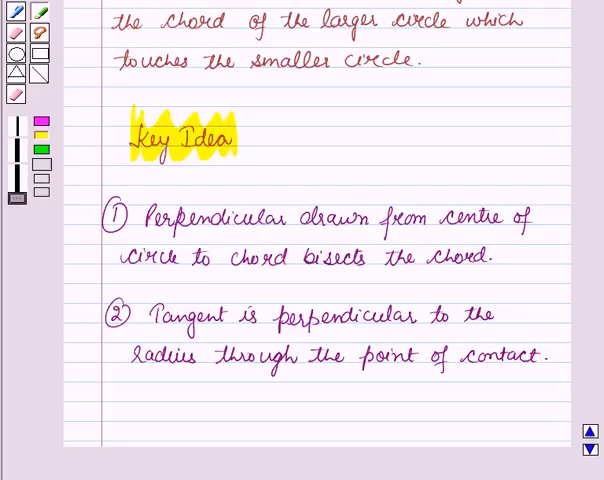 the chord of the larger circle which
touches the smaller circle.
Key Idea
① Perpendicular drawn from centre of
circle to chord bisects the chord.
② Tangent is perpendicular to the
radius through the point of contact.